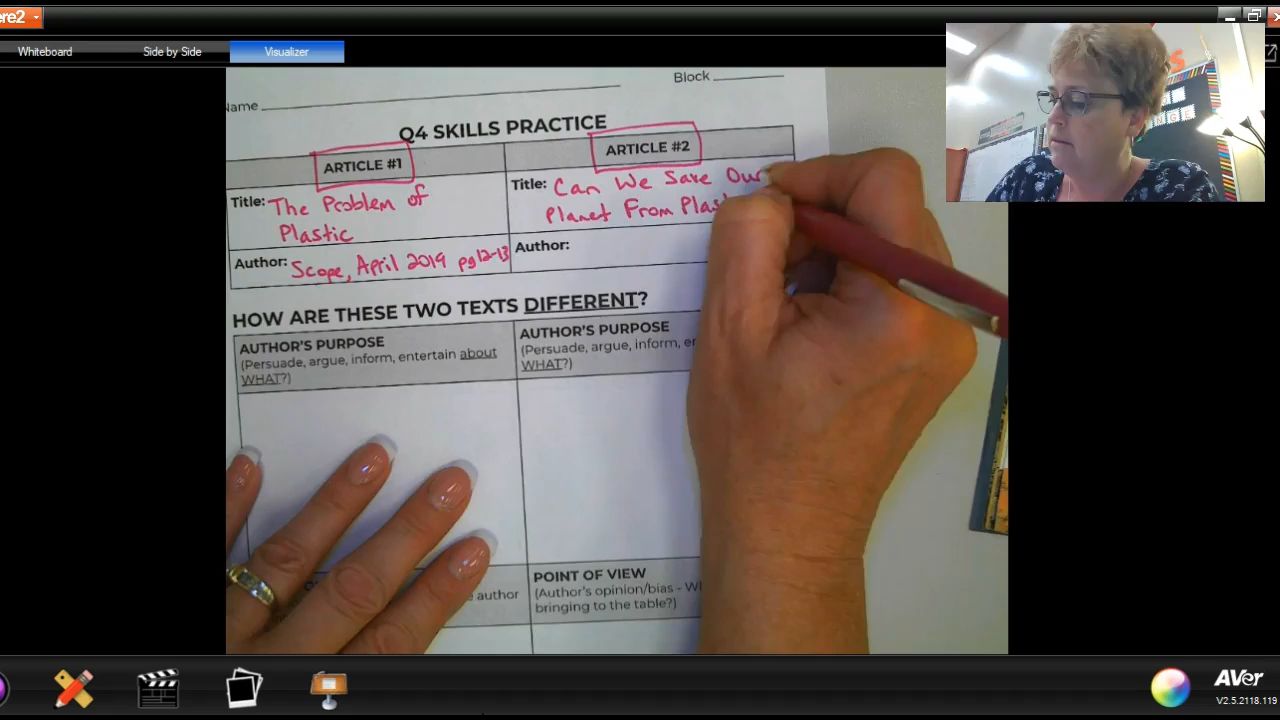 Whiteboard Side by Side Visualizer
Block
Name
Q4 SKILLS PRACTICE
ARTICLE #1 ARTICLE #2
Title: The Problem of
Plastic
Title: Can We Save Our
Planet From
Author: Scope, April 2019 pg 12-13
Author:
HOW ARE THESE TWO TEXTS DIFFERENT?
AUTHOR'S PURPOSE
(Persuade, argue, inform, entertain about
WHAT?)
AUTHOR'S PURPOSE
(Persuade, argue, inform,
WHAT?)
author
POINT OF VIEW
(Author's opinion/bias -
bringing to the table?)
AVer
V2.5.2118.119